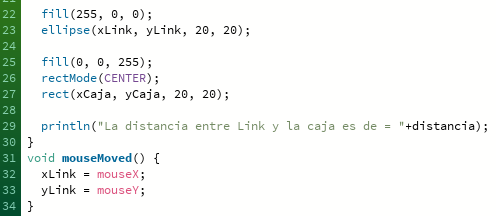 22 fill(255, 0, 0);
23 ellipse(xLink, yLink, 20, 20);
24
25 fill(0, 0, 255);
26 rectMode(CENTER);
27 rect(xCaja, yCaja, 20, 20);
28
29 println("La distancia entre Link y la caja es de = "+distancia);
30 }
31 void mouseMoved() {
32 xLink = mouseX;
33 yLink = mouseY;
34 }